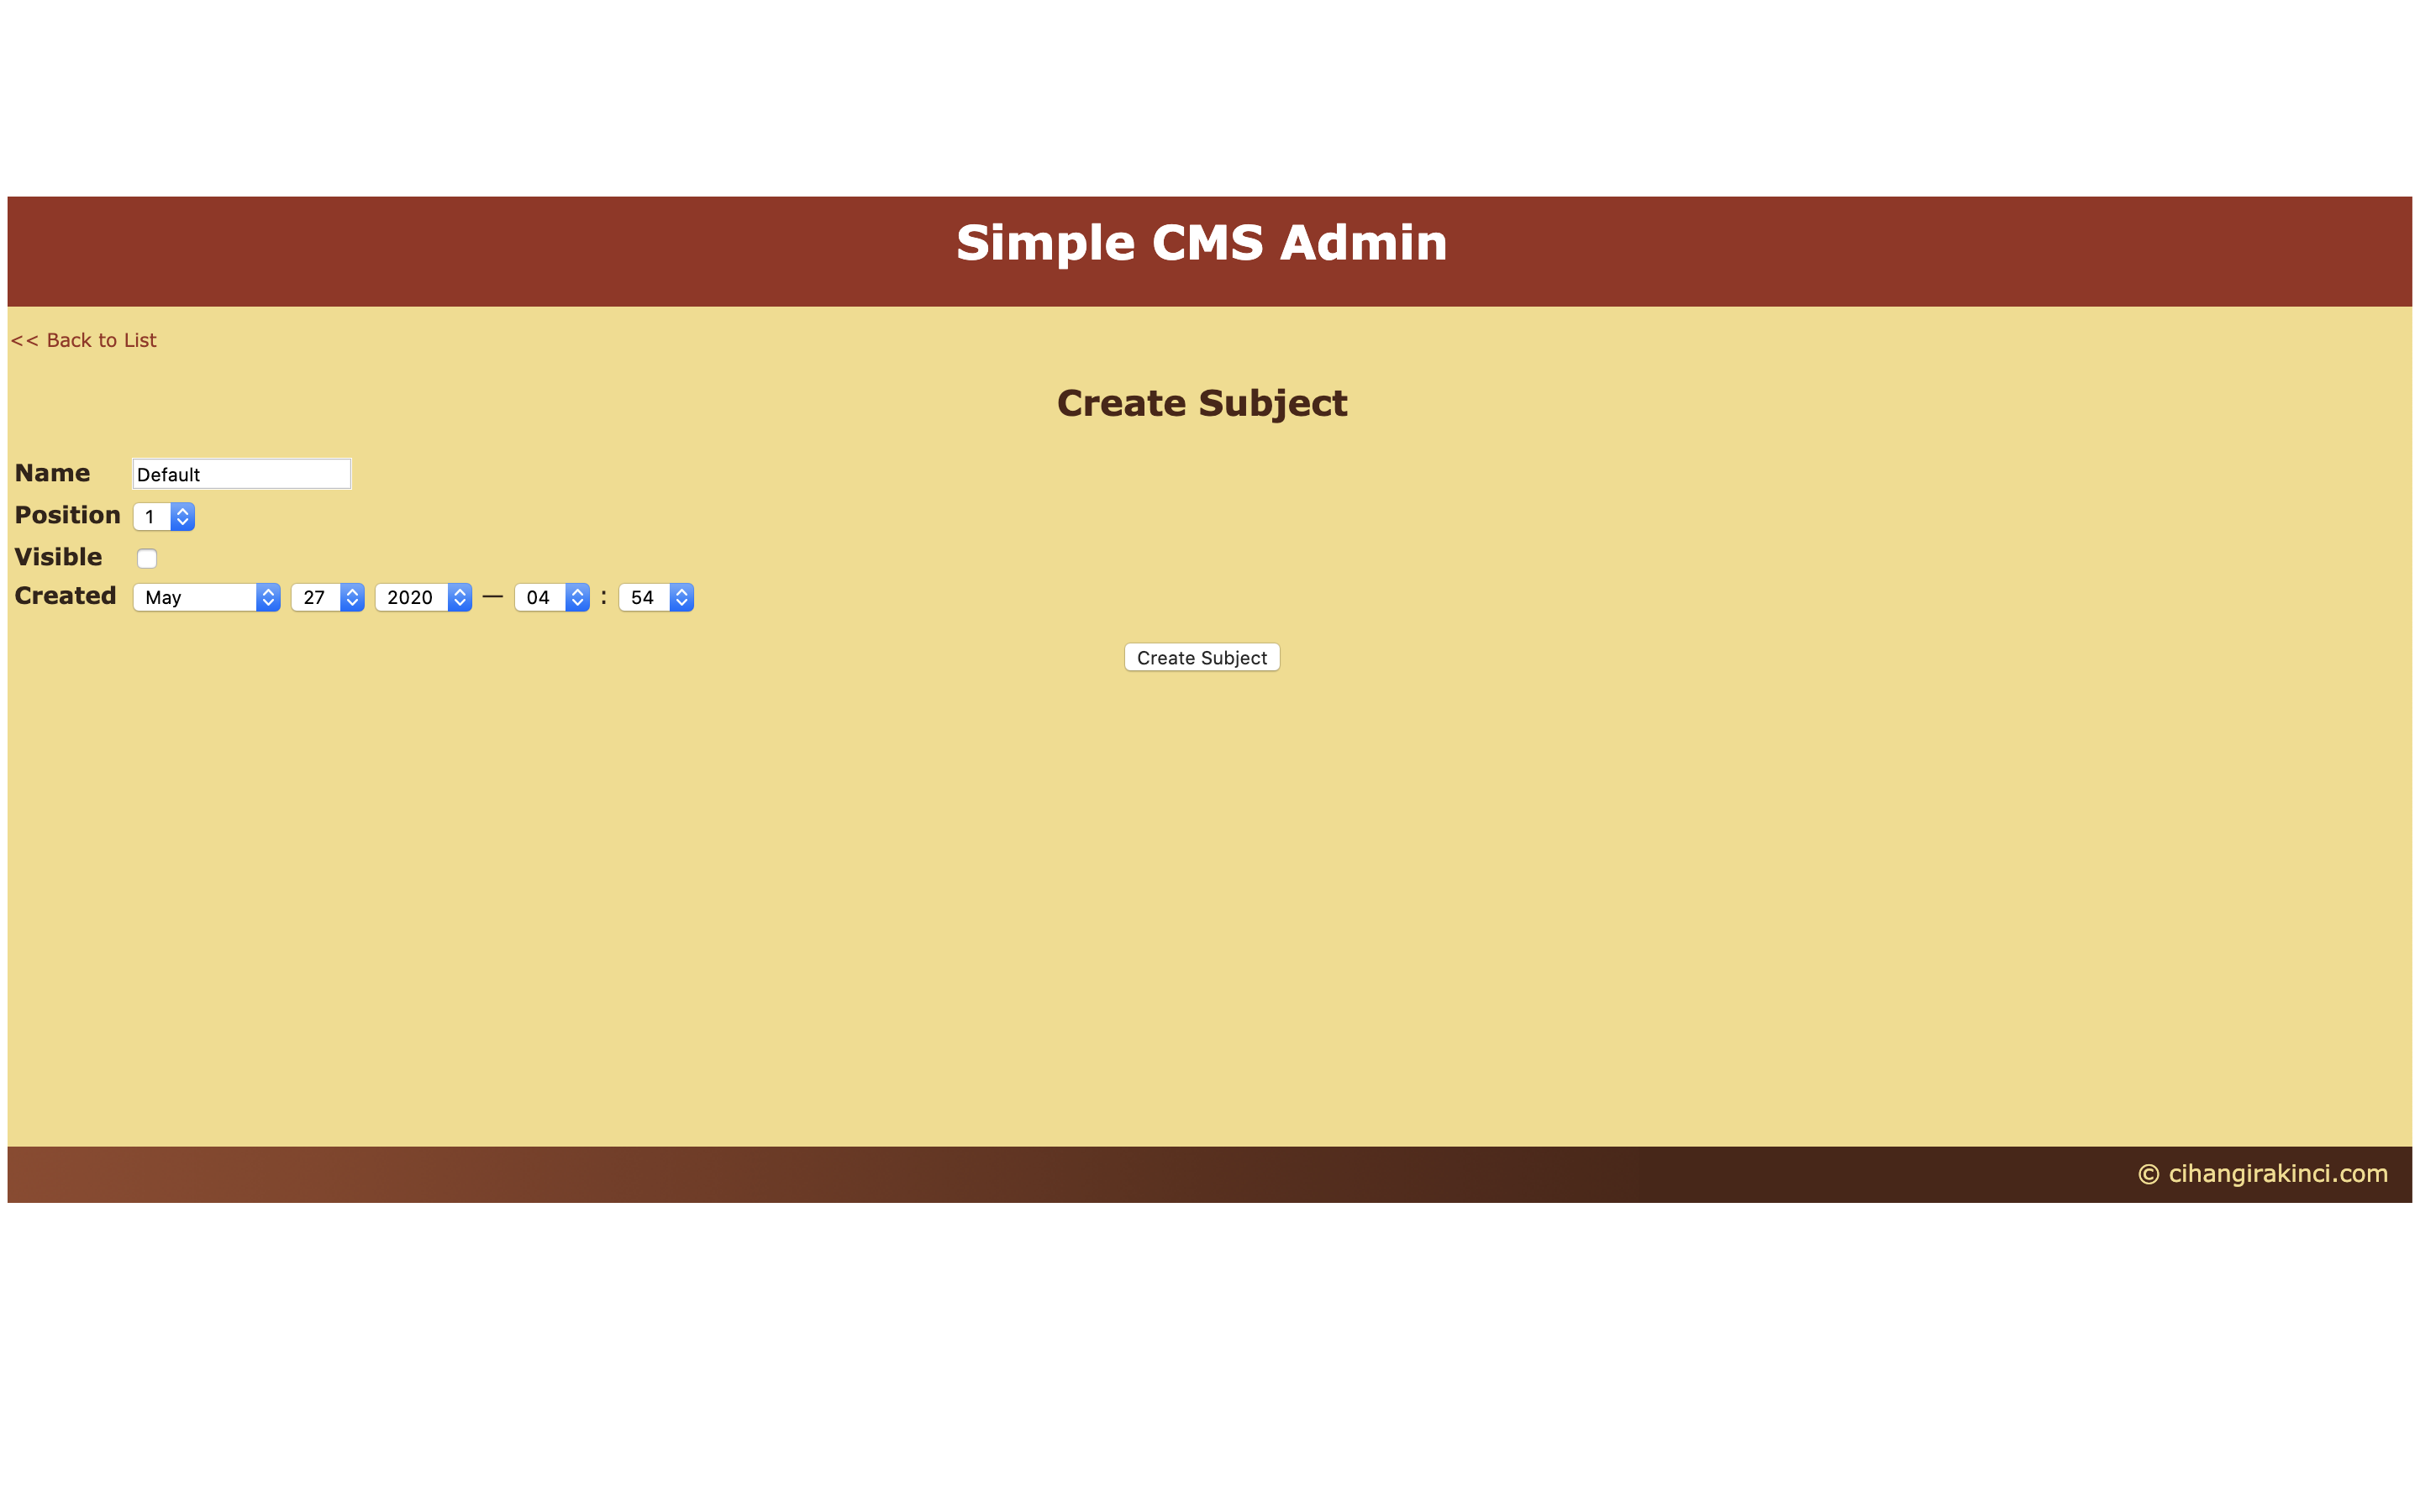 Simple CMS Admin
<< Back to List
Create Subject
Name Default
Position 1
Visible
Created May 27 2020 — 04 : 54
Create Subject
© cihangirakinci.com